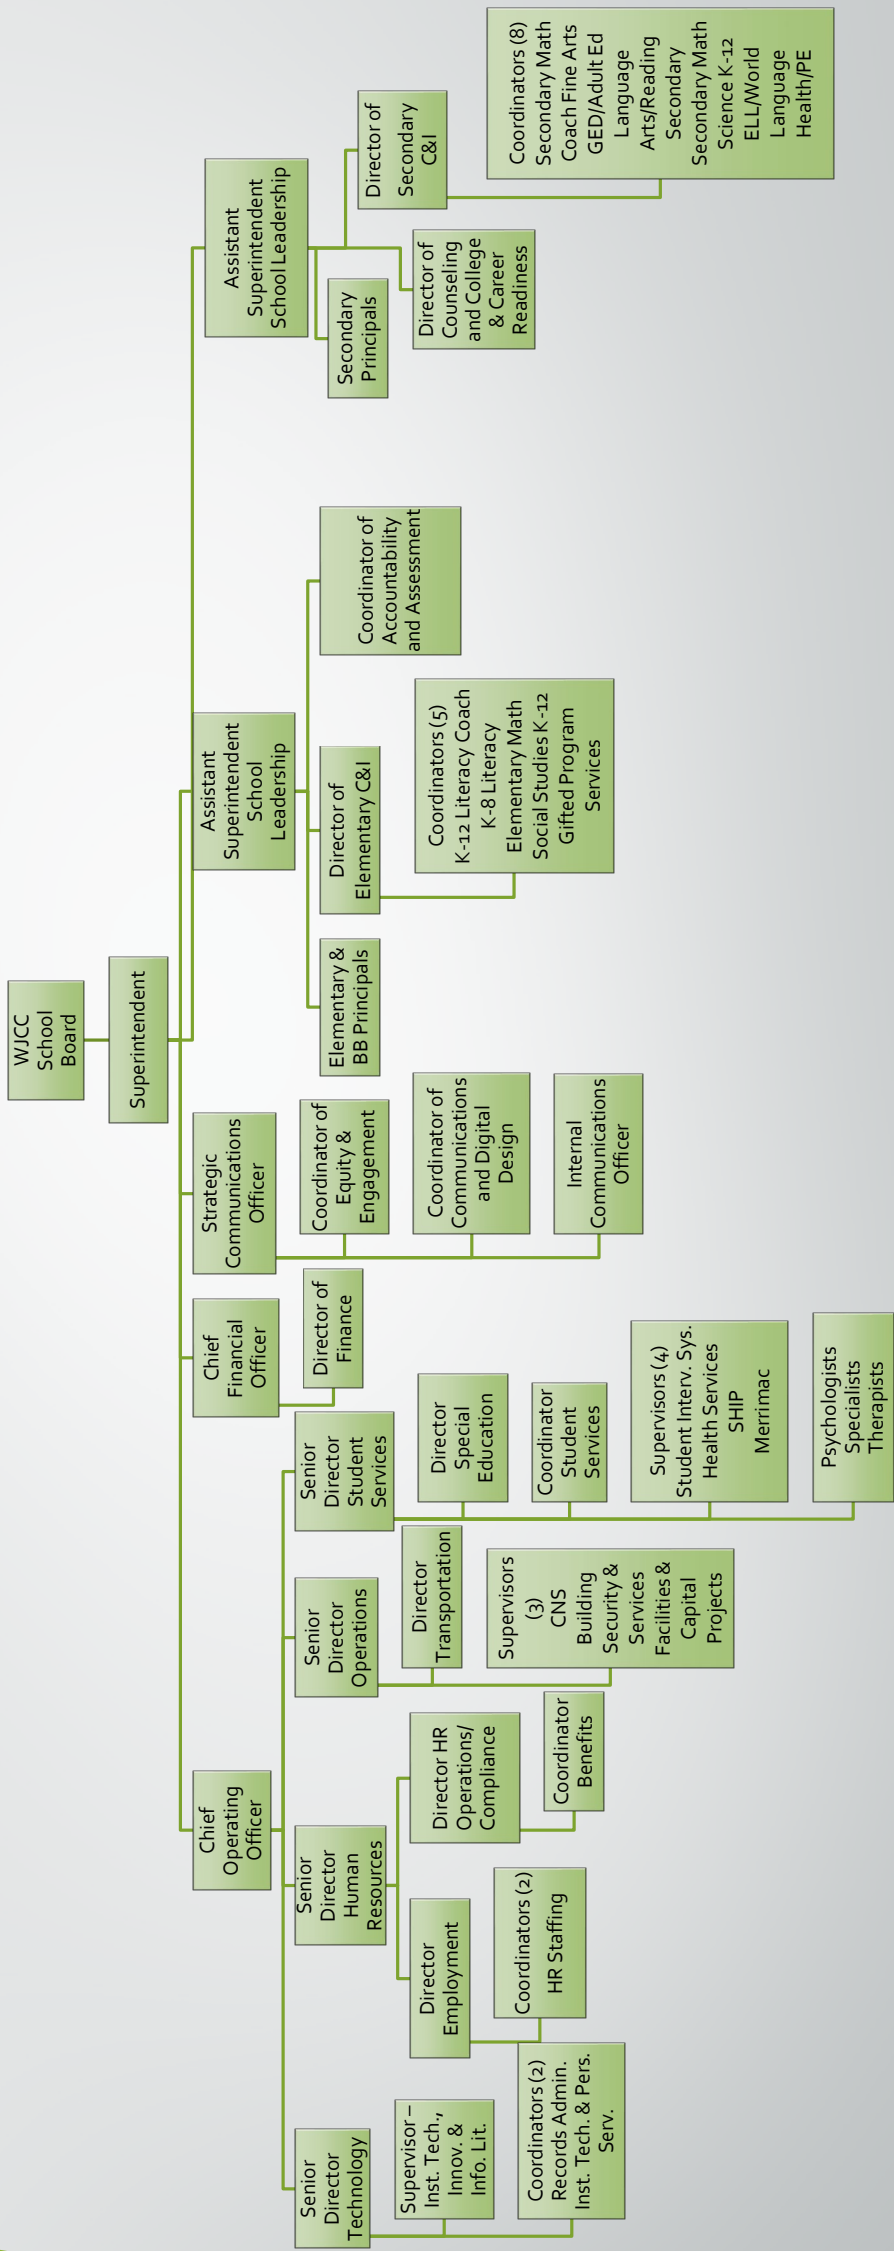 WJCC
School
Board
Superintendent
Chief
Operating
Officer
Chief
Financial
Officer
Strategic
Communications
Officer
Assistant
Superintendent
School
Leadership
Assistant
Superintendent
School Leadership
Senior
Director
Technology
Supervisor –
Inst. Tech.,
Innov. &
Info. Lit.
Coordinators (2)
Records Admin.
Inst. Tech. & Pers.
Serv.
Senior
Director
Human
Resources
Director
Employment
Coordinators (2)
HR Staffing
Director HR
Operations/
Compliance
Coordinator
Benefits
Senior
Director
Operations
Director
Transportation
Supervisors
(3)
CNS
Building
Security &
Services
Facilities &
Capital
Projects
Senior
Director
Student
Services
Director
Special
Education
Coordinator
Student
Services
Supervisors (4)
Student Interv. Sys.
Health Services
SHIP
Merrimac
Psychologists
Specialists
Therapists
Director of
Finance
Coordinator of
Equity &
Engagement
Coordinator of
Communications
and Digital
Design
Internal
Communications
Officer
Elementary &
BB Principals
Director of
Elementary C&I
Coordinators (5)
K-12 Literacy Coach
K-8 Literacy
Elementary Math
Social Studies K-12
Gifted Program
Services
Coordinator of
Accountability
and Assessment
Secondary
Principals
Director of
Counseling
and College
& Career
Readiness
Director of
Secondary
C&I
Coordinators (8)
Secondary Math
Coach Fine Arts
GED/Adult Ed
Language
Arts/Reading
Secondary
Secondary Math
Science K-12
ELL/World
Language
Health/PE